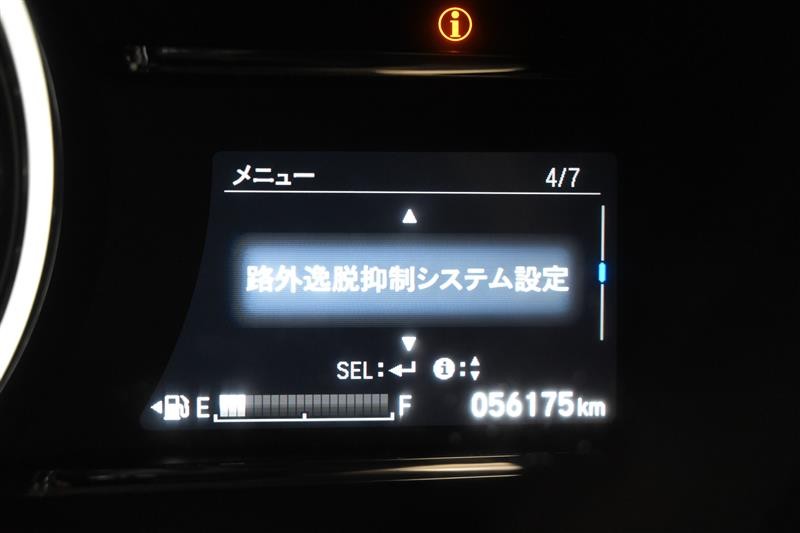 メニュー 4/7
路外逸脱抑制システム設定
SEL:
E F 056175km